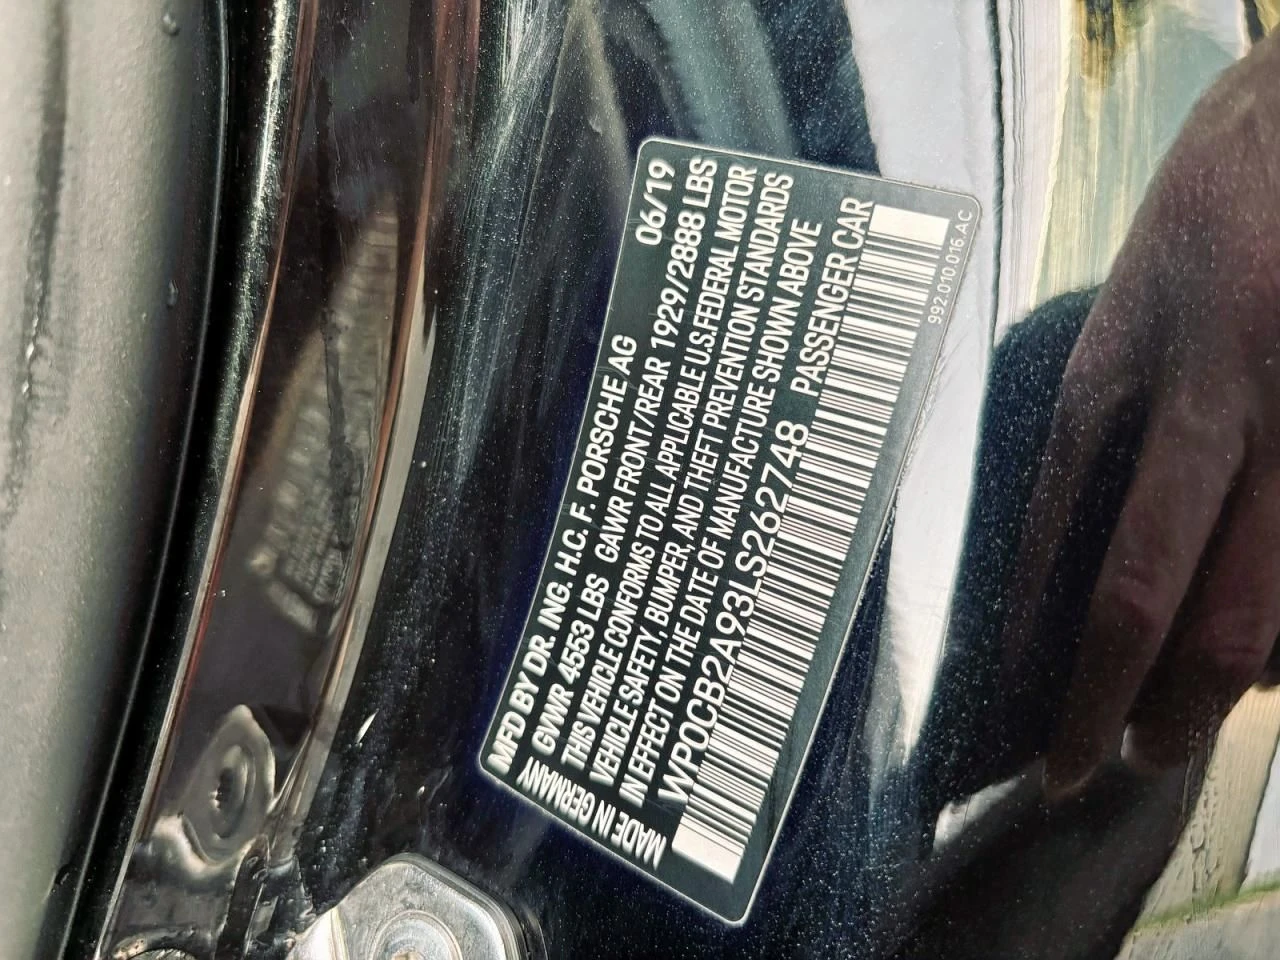 MFD BY DR. ING. H.C. F. PORSCHE AG 06/19
GVWR 4553 LBS GAWR FRONT/REAR 1929/2888 LBS
THIS VEHICLE CONFORMS TO ALL APPLICABLE U.S.FEDERAL MOTOR
VEHICLE SAFETY, BUMPER, AND THEFT PREVENTION STANDARDS
IN EFFECT ON THE DATE OF MANUFACTURE SHOWN ABOVE
WP0CB2A93LS262748 PASSENGER CAR
MADE IN GERMANY
992.010.016.AC